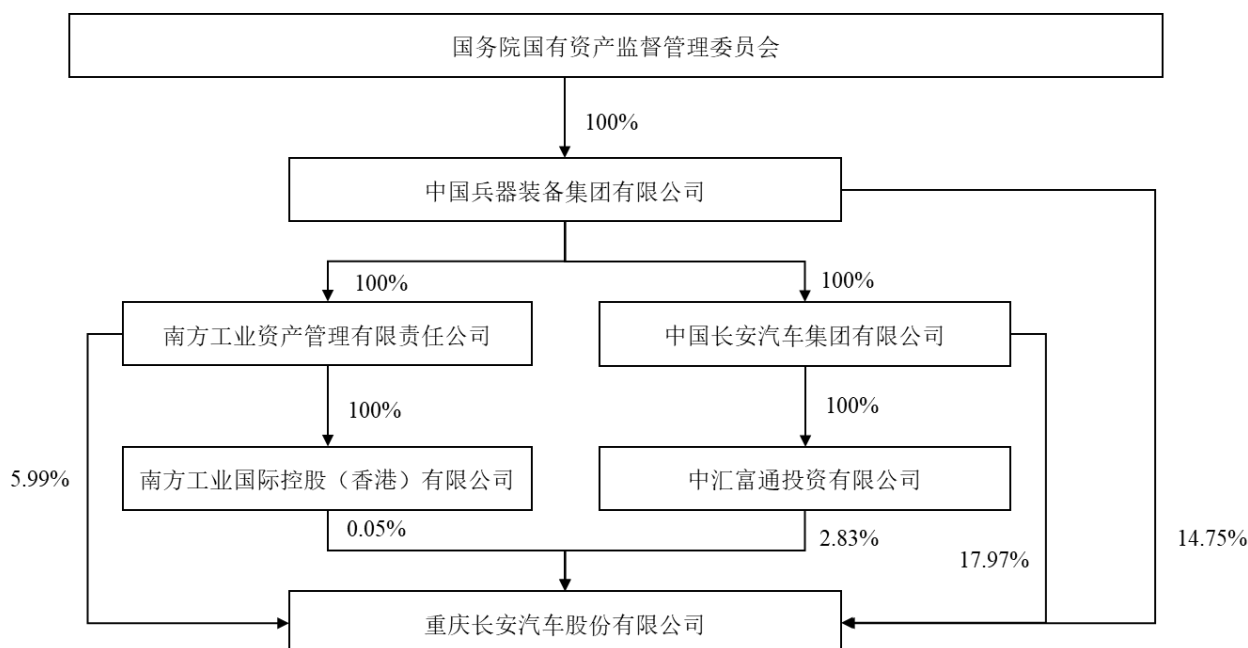 国务院国有资产监督管理委员会
100%
中国兵器装备集团有限公司
100%
100%
南方工业资产管理有限责任公司
中国长安汽车集团有限公司
100%
100%
5.99%
南方工业国际控股（香港）有限公司
中汇富通投资有限公司
0.05%
2.83%
14.75%
17.97%
重庆长安汽车股份有限公司